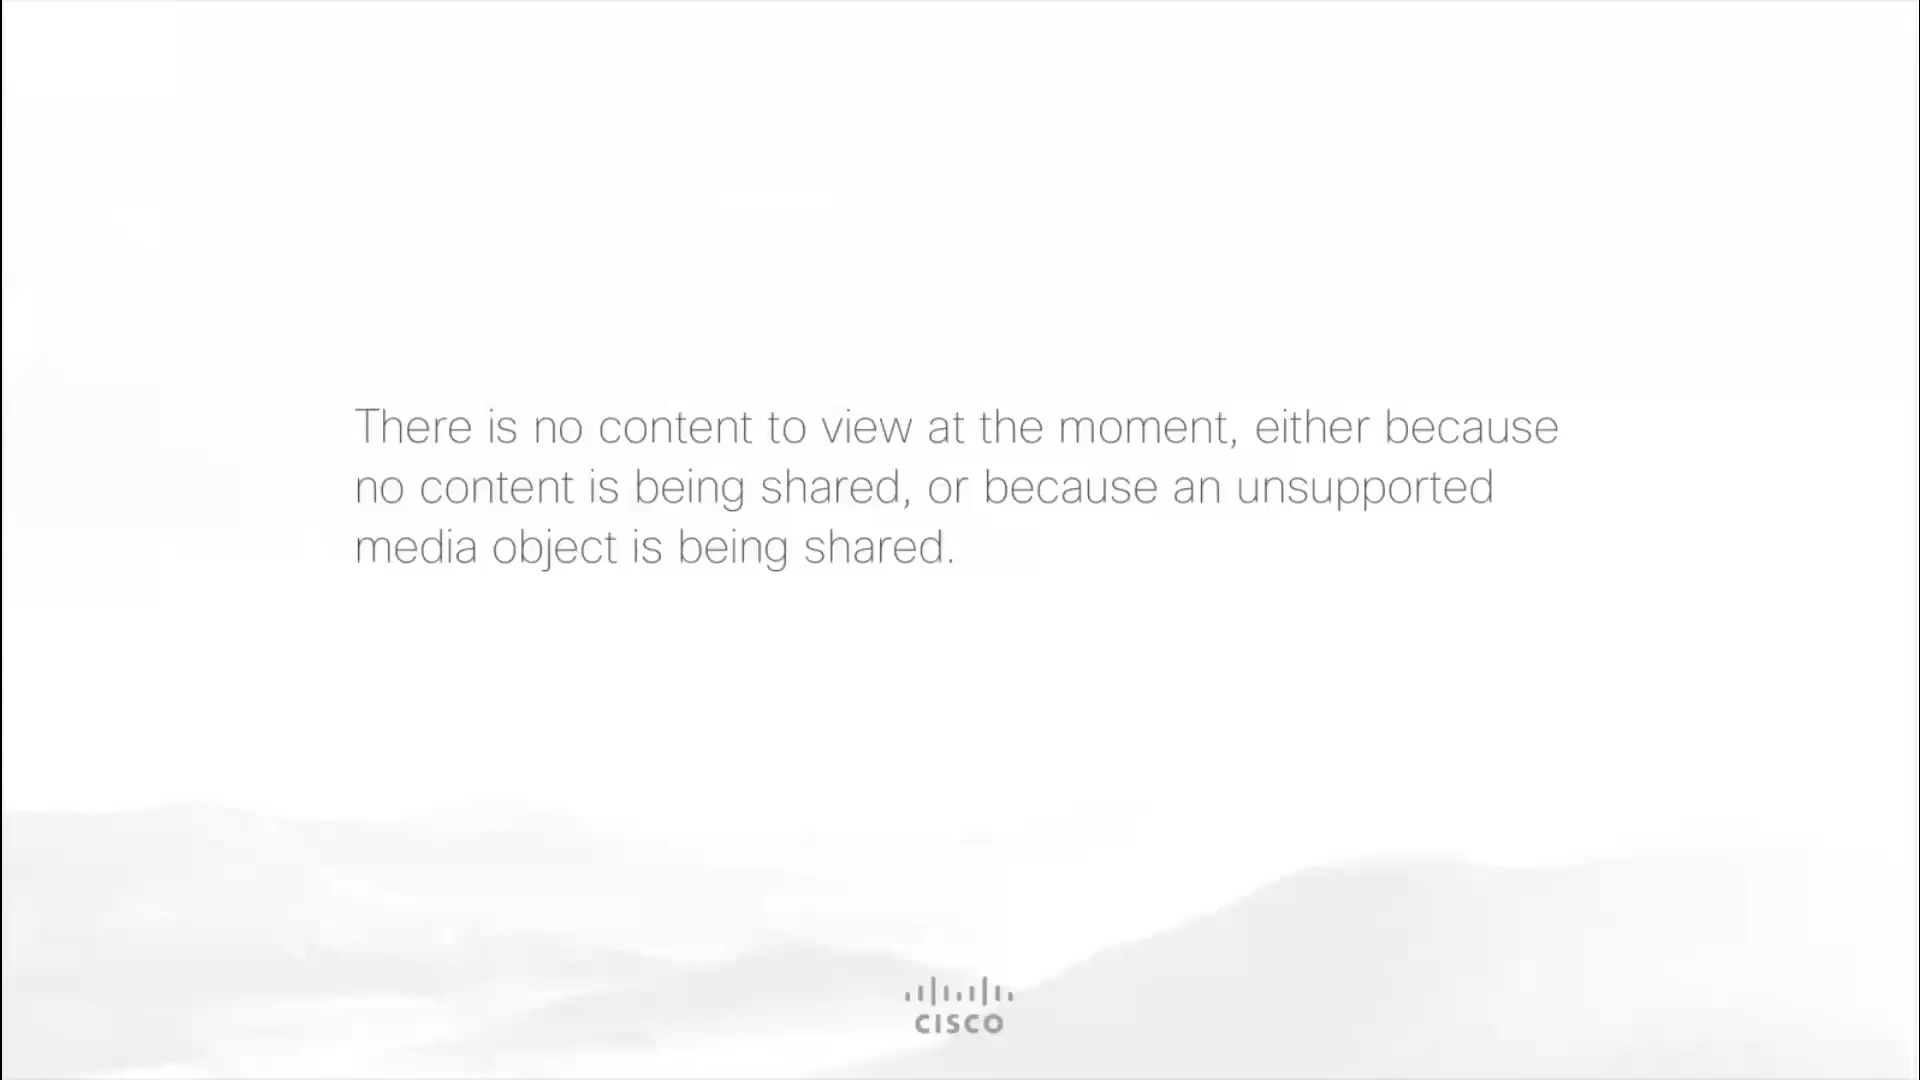 There is no content to view at the moment, either because
no content is being shared, or because an unsupported
media object is being shared.
CISCO